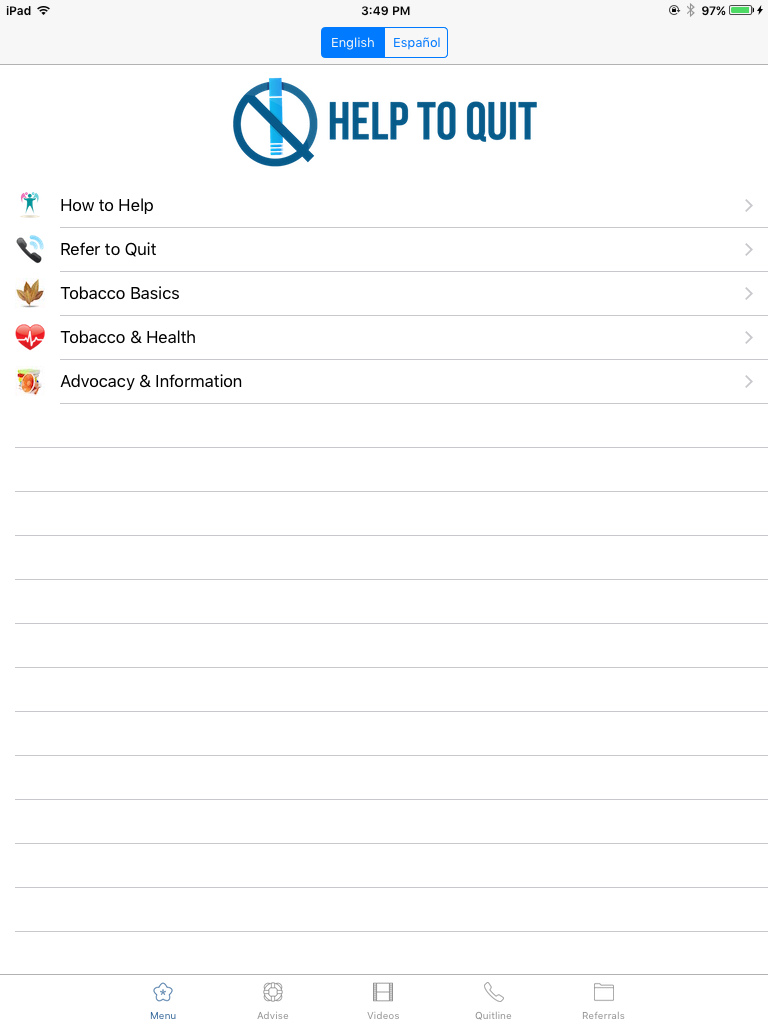 iPad 3:49 PM 97%
English Español
HELP TO QUIT
How to Help
Refer to Quit
Tobacco Basics
Tobacco & Health
Advocacy & Information
Menu Advise Videos Quitline Referrals